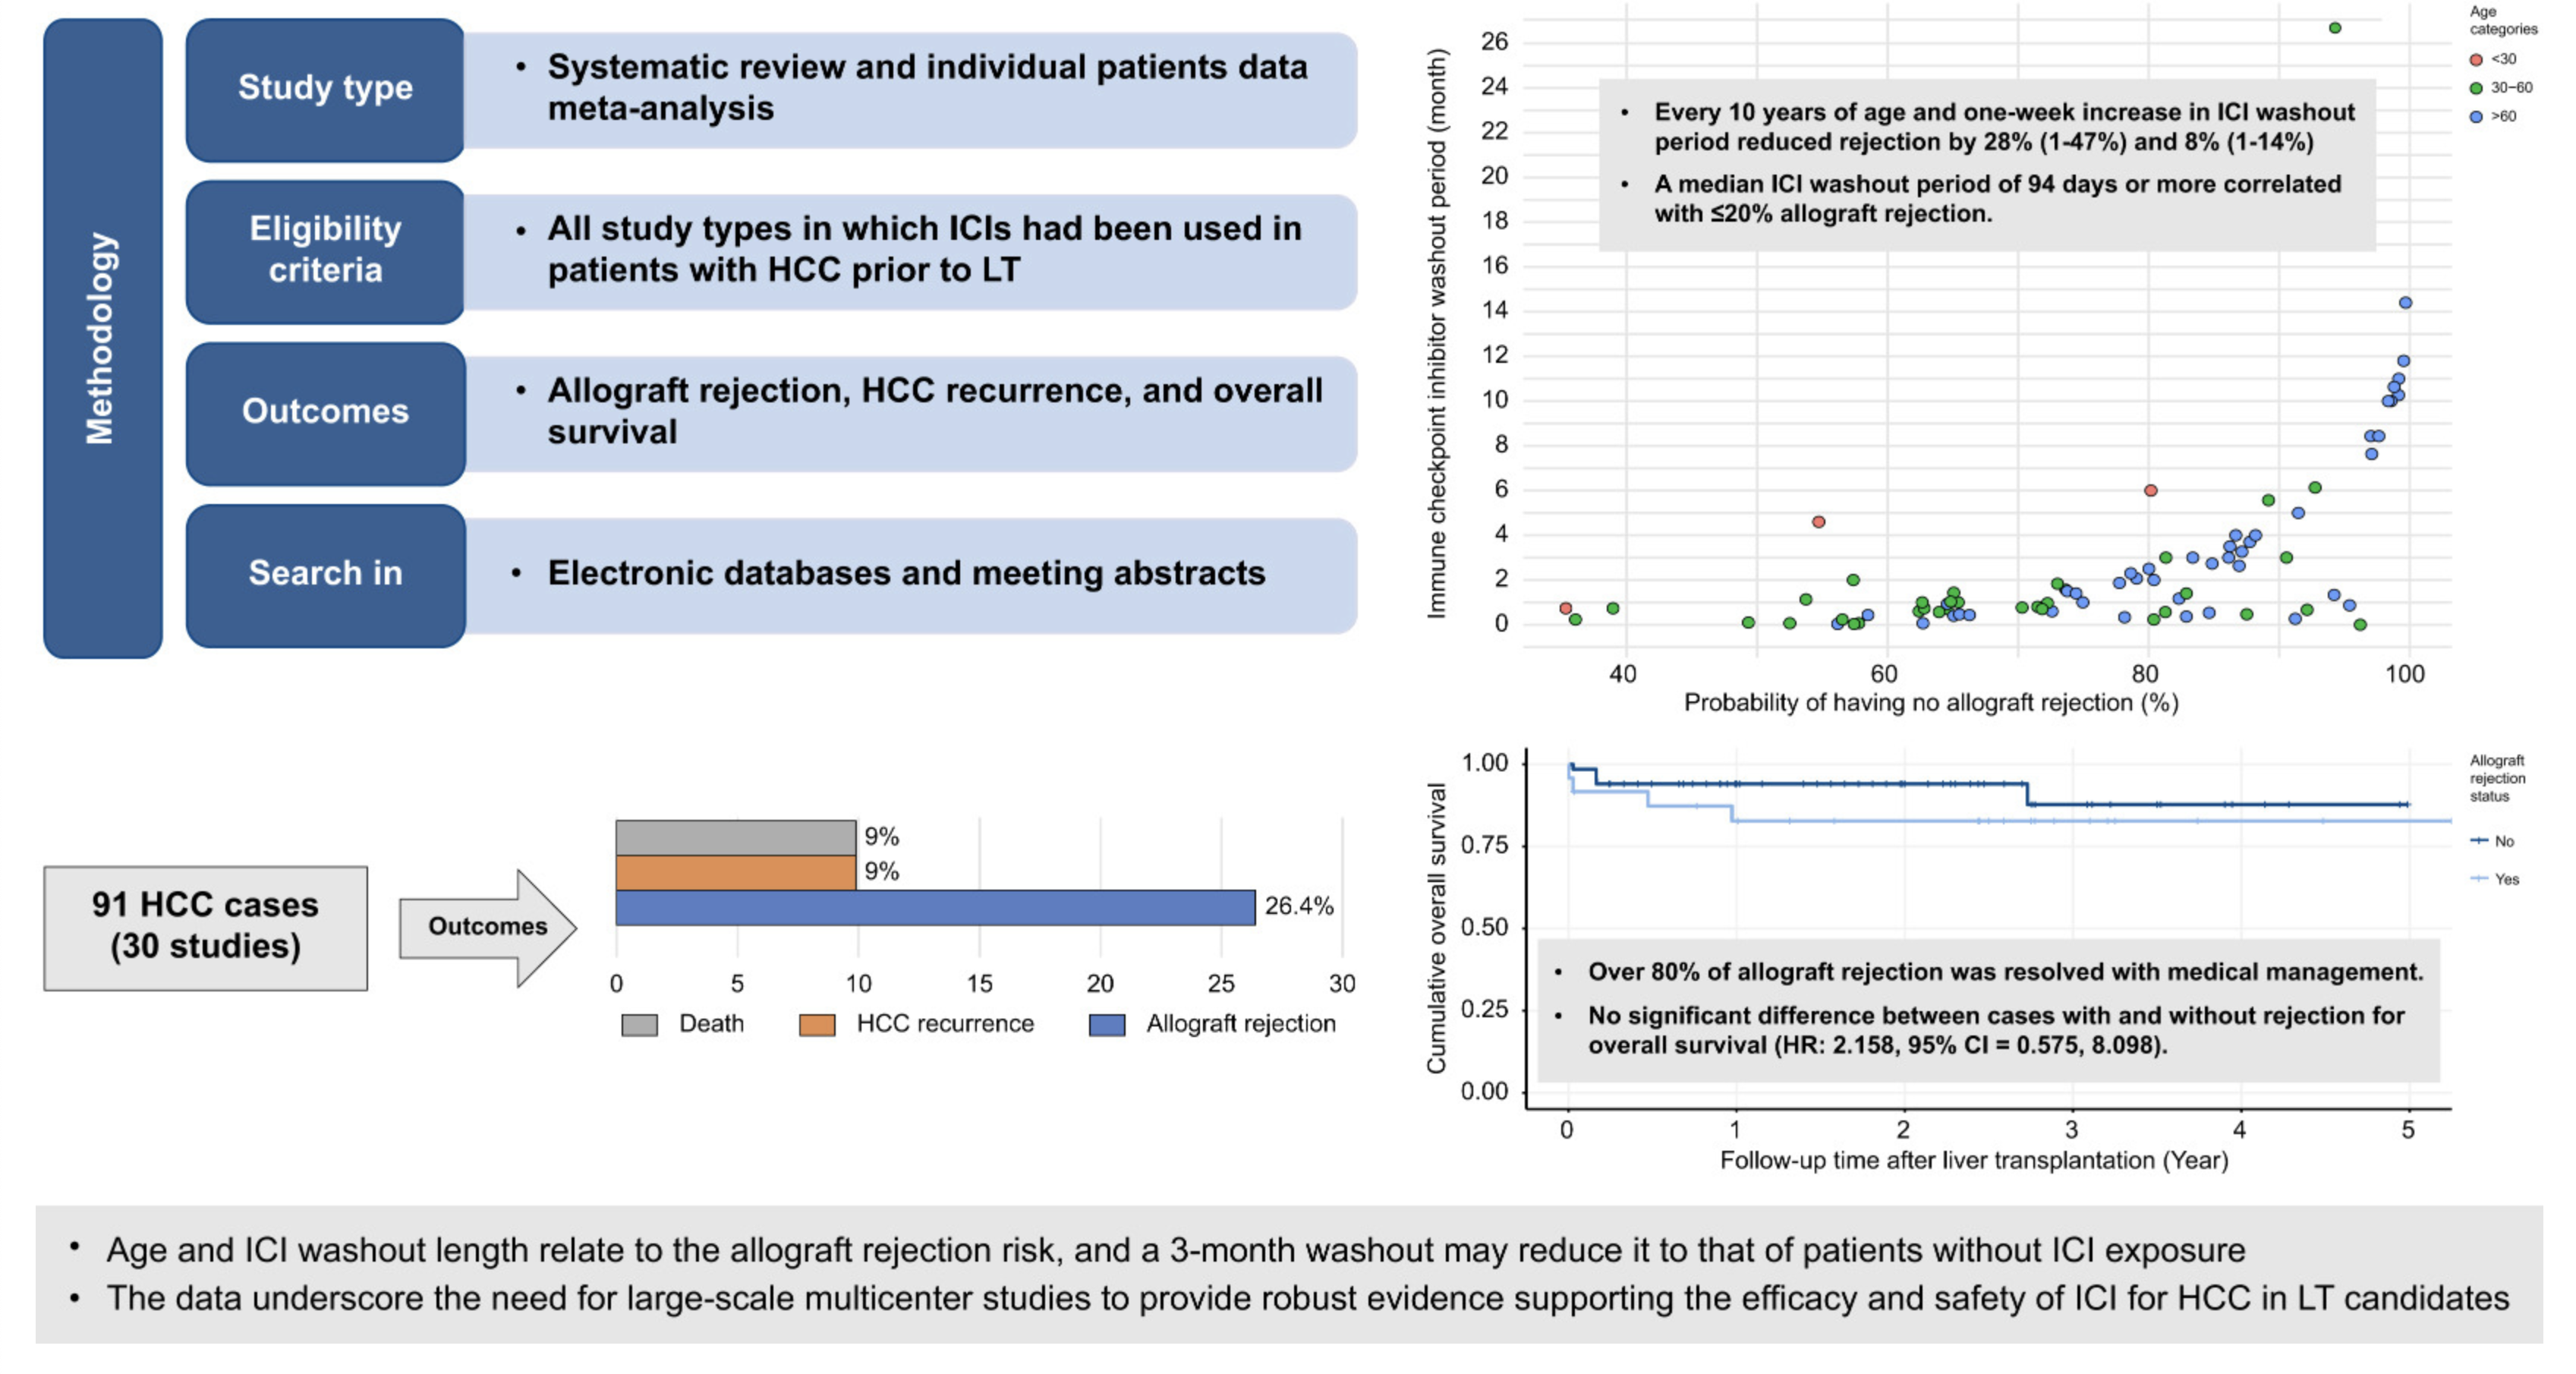 Methodology
Study type
• Systematic review and individual patients data
meta-analysis
Eligibility
criteria
• All study types in which ICIs had been used in
patients with HCC prior to LT
Outcomes
• Allograft rejection, HCC recurrence, and overall
survival
Search in
• Electronic databases and meeting abstracts
Immune checkpoint inhibitor washout period (month)
26
24
22
20
18
16
14
12
10
8
6
4
2
0
• Every 10 years of age and one-week increase in ICI washout
period reduced rejection by 28% (1-47%) and 8% (1-14%)
• A median ICI washout period of 94 days or more correlated
with ≤20% allograft rejection.
40 60 80 100
Probability of having no allograft rejection (%)
Age
categories
<30
30–60
>60
91 HCC cases
(30 studies)
Outcomes
9%
9%
26.4%
0 5 10 15 20 25 30
Death HCC recurrence Allograft rejection
Cumulative overall survival
1.00
0.75
0.50
0.25
0.00
• Over 80% of allograft rejection was resolved with medical management.
• No significant difference between cases with and without rejection for
overall survival (HR: 2.158, 95% CI = 0.575, 8.098).
0 1 2 3 4 5
Follow-up time after liver transplantation (Year)
Allograft
rejection
status
No
Yes
• Age and ICI washout length relate to the allograft rejection risk, and a 3-month washout may reduce it to that of patients without ICI exposure
• The data underscore the need for large-scale multicenter studies to provide robust evidence supporting the efficacy and safety of ICI for HCC in LT candidates